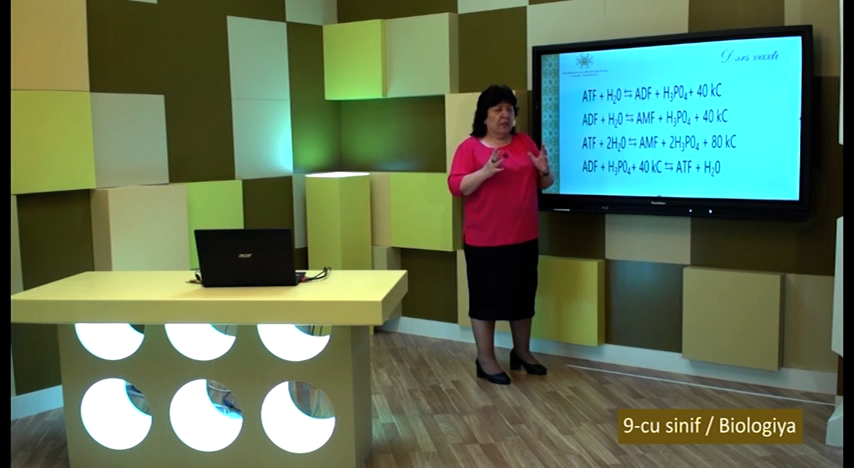 Dərs vaxtı
ATF + H₂O ⇆ ADF + H₃PO₄ + 40 kC
ADF + H₂O ⇆ AMF + H₃PO₄ + 40 kC
ATF + 2H₂O ⇆ AMF + 2H₃PO₄ + 80 kC
ADF + H₃PO₄ + 40 kC ⇆ ATF + H₂O
acer
9-cu sinif / Biologiya